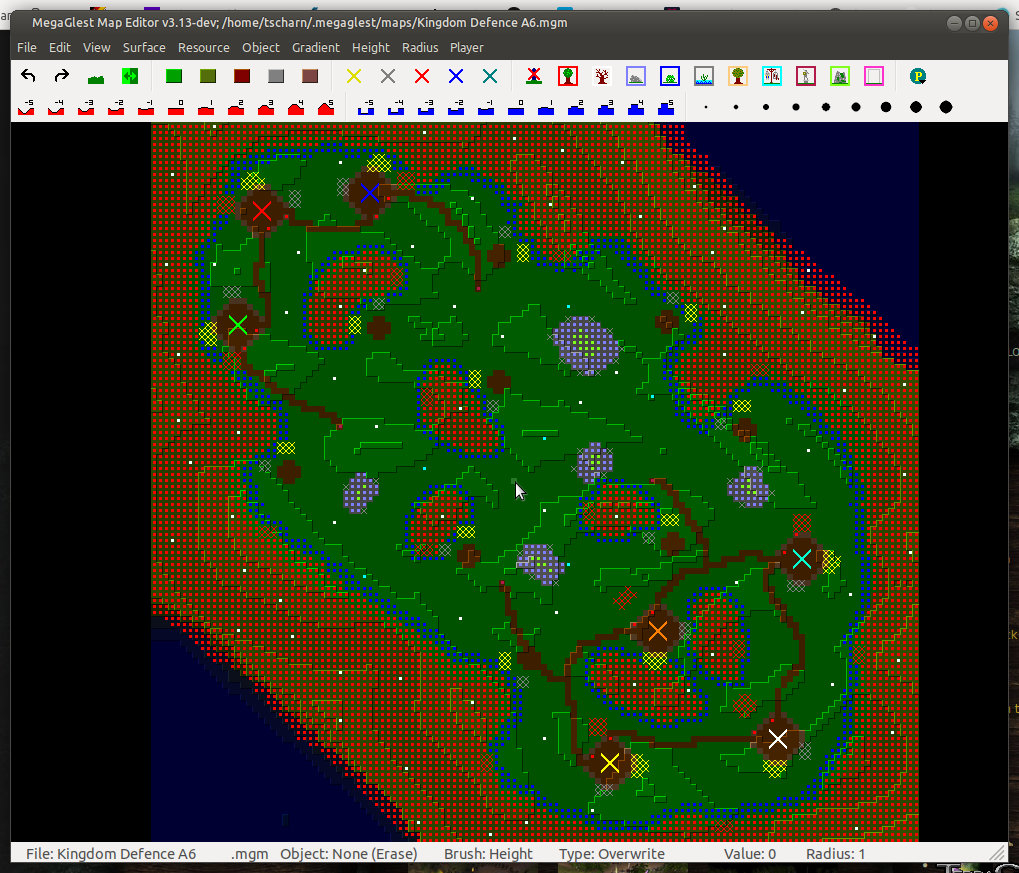 MegaGlest Map Editor v3.13-dev; /home/tscharn/.megaglest/maps/Kingdom Defence A6.mgm
File Edit View Surface Resource Object Gradient Height Radius Player
P
-5 -4 -3 -2 -1 0 1 2 3 4 5 -5 -4 -3 -2 -1 0 1 2 3 4 5
File: Kingdom Defence A6 .mgm Object: None (Erase) Brush: Height Type: Overwrite Value: 0 Radius: 1